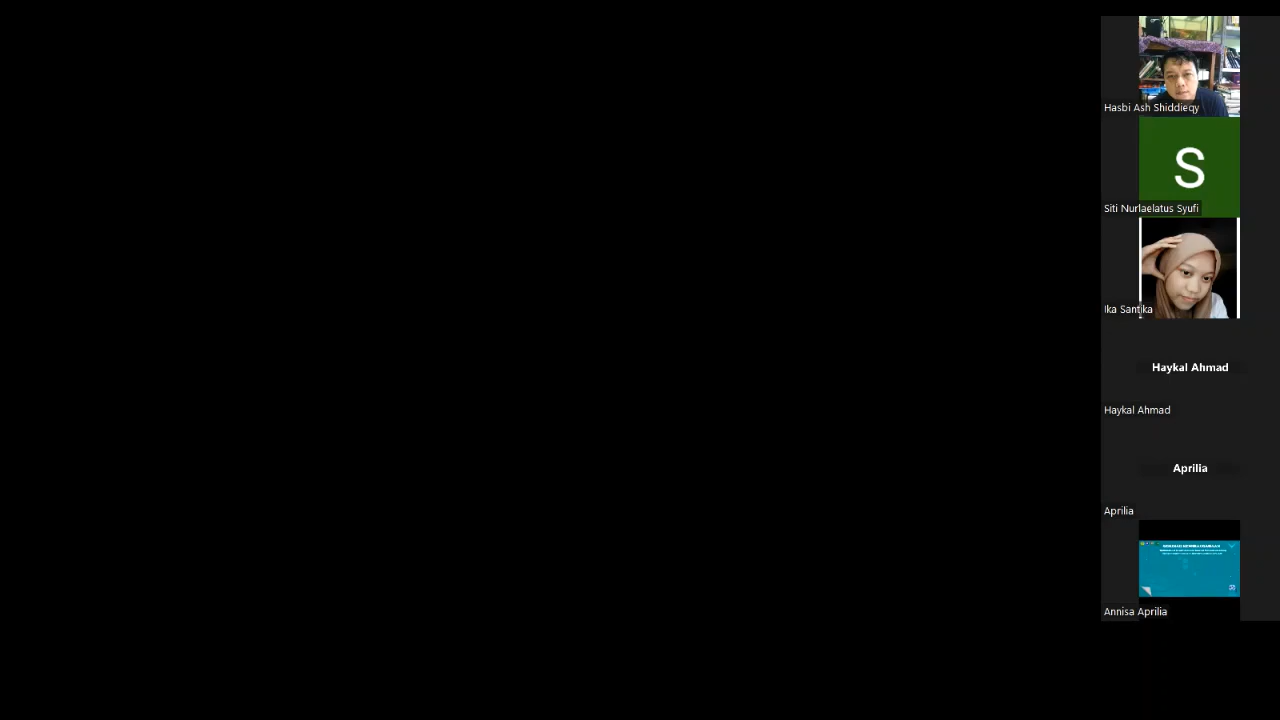 Hasbi Ash Shiddieqy
S
Siti Nurlaelatus Syufi
Ika Santika
Haykal Ahmad
Haykal Ahmad
Aprilia
Aprilia
Annisa Aprilia